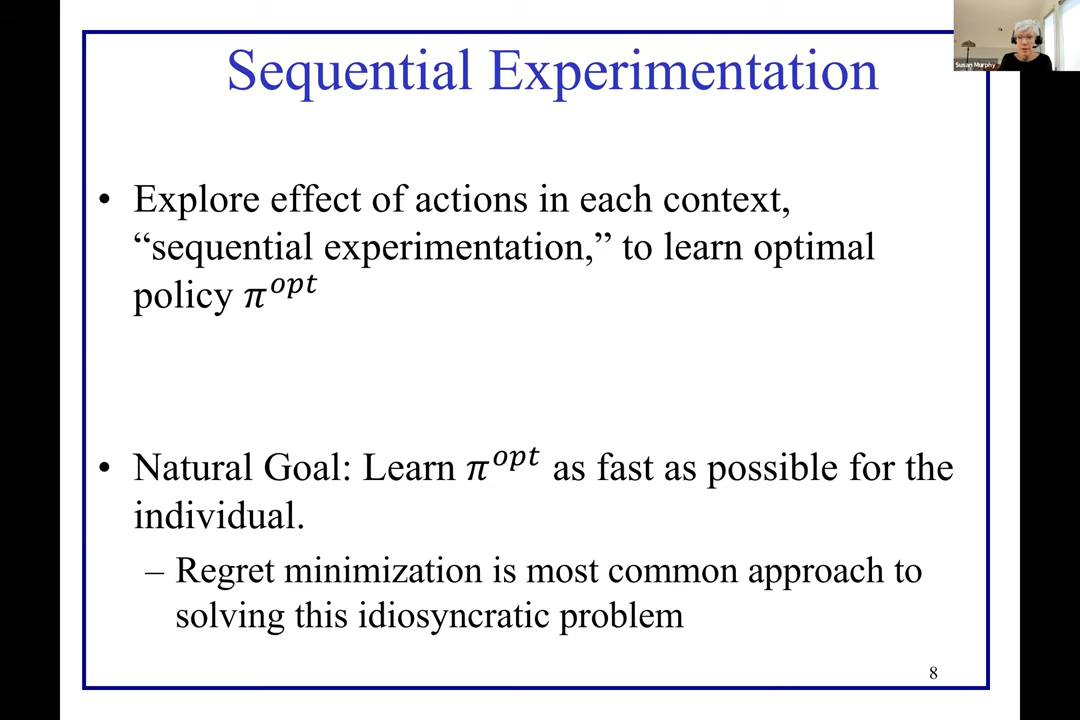 Sequential Experimentation
Susan Murphy
• Explore effect of actions in each context,
“sequential experimentation,” to learn optimal
policy π^opt
• Natural Goal: Learn π^opt as fast as possible for the
individual.
– Regret minimization is most common approach to
solving this idiosyncratic problem
8